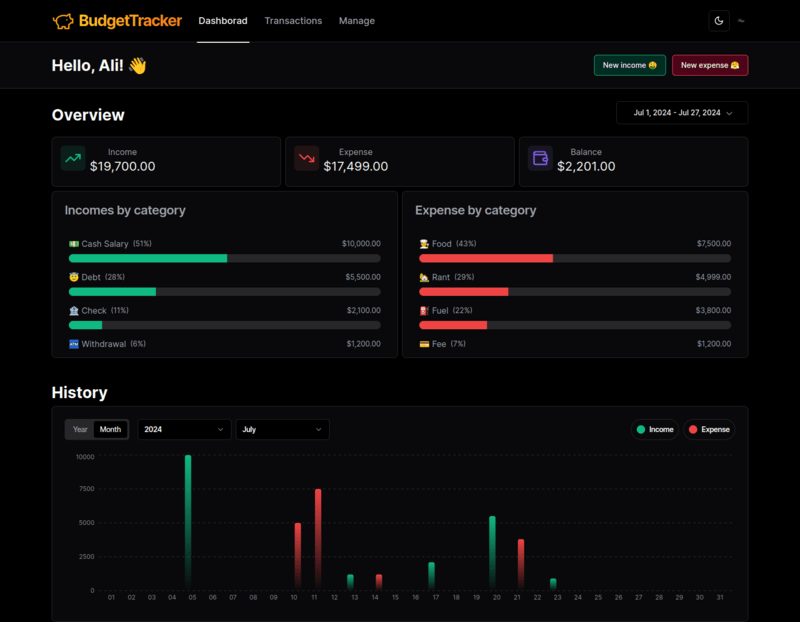 BudgetTracker Dashborad Transactions Manage
Hello, Ali! 👋
New income 🤑 New expense 😤
Overview
Jul 1, 2024 - Jul 27, 2024
Income
$19,700.00
Expense
$17,499.00
Balance
$2,201.00
Incomes by category
💵 Cash Salary (51%) $10,000.00
😇 Debt (28%) $5,500.00
🏦 Check (11%) $2,100.00
🏧 Withdrawal (6%) $1,200.00
Expense by category
Food (43%) $7,500.00
🏡 Rant (29%) $4,999.00
⛽ Fuel (22%) $3,800.00
💳 Fee (7%) $1,200.00
History
Year Month 2024 July
Income Expense
10000
7500
5000
2500
0
01 02 03 04 05 06 07 08 09 10 11 12 13 14 15 16 17 18 19 20 21 22 23 24 25 26 27 28 29 30 31